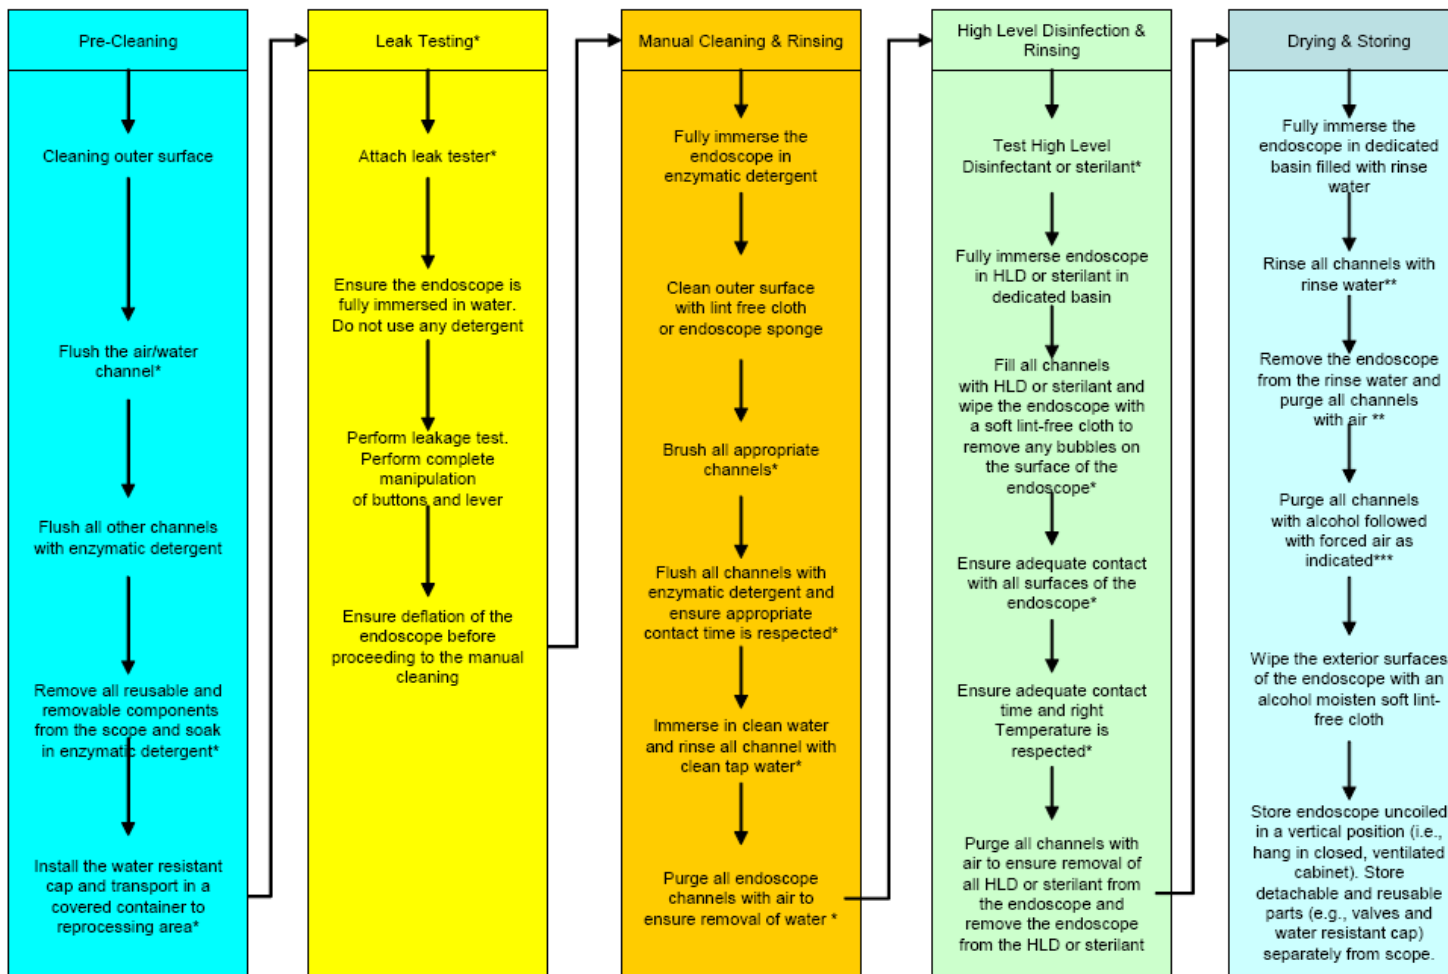 Pre-Cleaning
Cleaning outer surface
Flush the air/water
channel*
Flush all other channels
with enzymatic detergent
Remove all reusable and
removable components
from the scope and soak
in enzymatic detergent*
Install the water resistant
cap and transport in a
covered container to
reprocessing area*
Leak Testing*
Attach leak tester*
Ensure the endoscope is
fully immersed in water.
Do not use any detergent
Perform leakage test.
Perform complete
manipulation
of buttons and lever
Ensure deflation of the
endoscope before
proceeding to the manual
cleaning
Manual Cleaning & Rinsing
Fully immerse the
endoscope in
enzymatic detergent
Clean outer surface
with lint free cloth
or endoscope sponge
Brush all appropriate
channels*
Flush all channels with
enzymatic detergent and
ensure appropriate
contact time is respected*
Immerse in clean water
and rinse all channel with
clean tap water*
Purge all endoscope
channels with air to
ensure removal of water *
High Level Disinfection &
Rinsing
Test High Level
Disinfectant or sterilant*
Fully immerse endoscope
in HLD or sterilant in
dedicated basin
Fill all channels
with HLD or sterilant and
wipe the endoscope with
a soft lint-free cloth to
remove any bubbles on
the surface of the
endoscope*
Ensure adequate contact
with all surfaces of the
endoscope*
Ensure adequate contact
time and right
Temperature is
respected*
Purge all channels with
air to ensure removal of
all HLD or sterilant from
the endoscope and
remove the endoscope
from the HLD or sterilant
Drying & Storing
Fully immerse the
endoscope in dedicated
basin filled with rinse
water
Rinse all channels with
rinse water**
Remove the endoscope
from the rinse water and
purge all channels
with air **
Purge all channels
with alcohol followed
with forced air as
indicated***
Wipe the exterior surfaces
of the endoscope with an
alcohol moisten soft lint-
free cloth
Store endoscope uncoiled
in a vertical position (i.e.,
hang in closed, ventilated
cabinet). Store
detachable and reusable
parts (e.g., valves and
water resistant cap)
separately from scope.